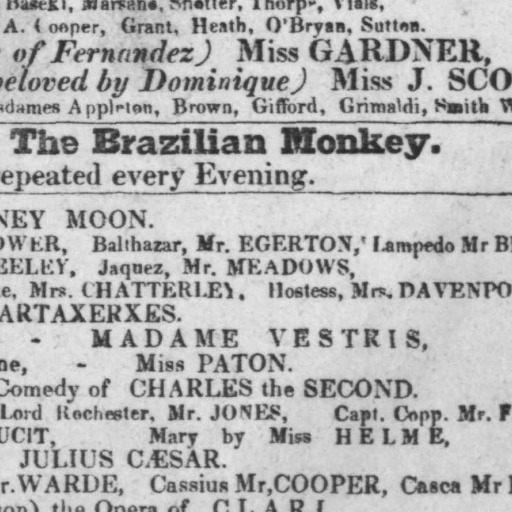 Baseki, Marsano, Shotter, Thorp, Vials,
A. Cooper, Grant, Heath, O'Bryan, Sutton.
of Fernandez) Miss GARDNER,
beloved by Dominique) Miss J. SCO
sdames Appleton, Brown, Gifford, Grimaldi, Smith W
The Brazilian Monkey.
epeated every Evening.
NEY MOON.
OWER, Balthazar, Mr. EGERTON, Lampedo Mr B
EELEY, Jaquez, Mr. MEADOWS,
e, Mrs. CHATTERLEY. Hostess, Mrs. DAVENPO
ARTAXERXES.
- MADAME VESTRIS,
ne, - Miss PATON.
Comedy of CHARLES the SECOND.
Lord Rochester, Mr. JONES, Capt. Copp. Mr. F
UCIT, Mary by Miss HELME,
JULIUS CÆSAR.
r. WARDE, Cassius Mr, COOPER, Casca Mr
the Opera of CLARI